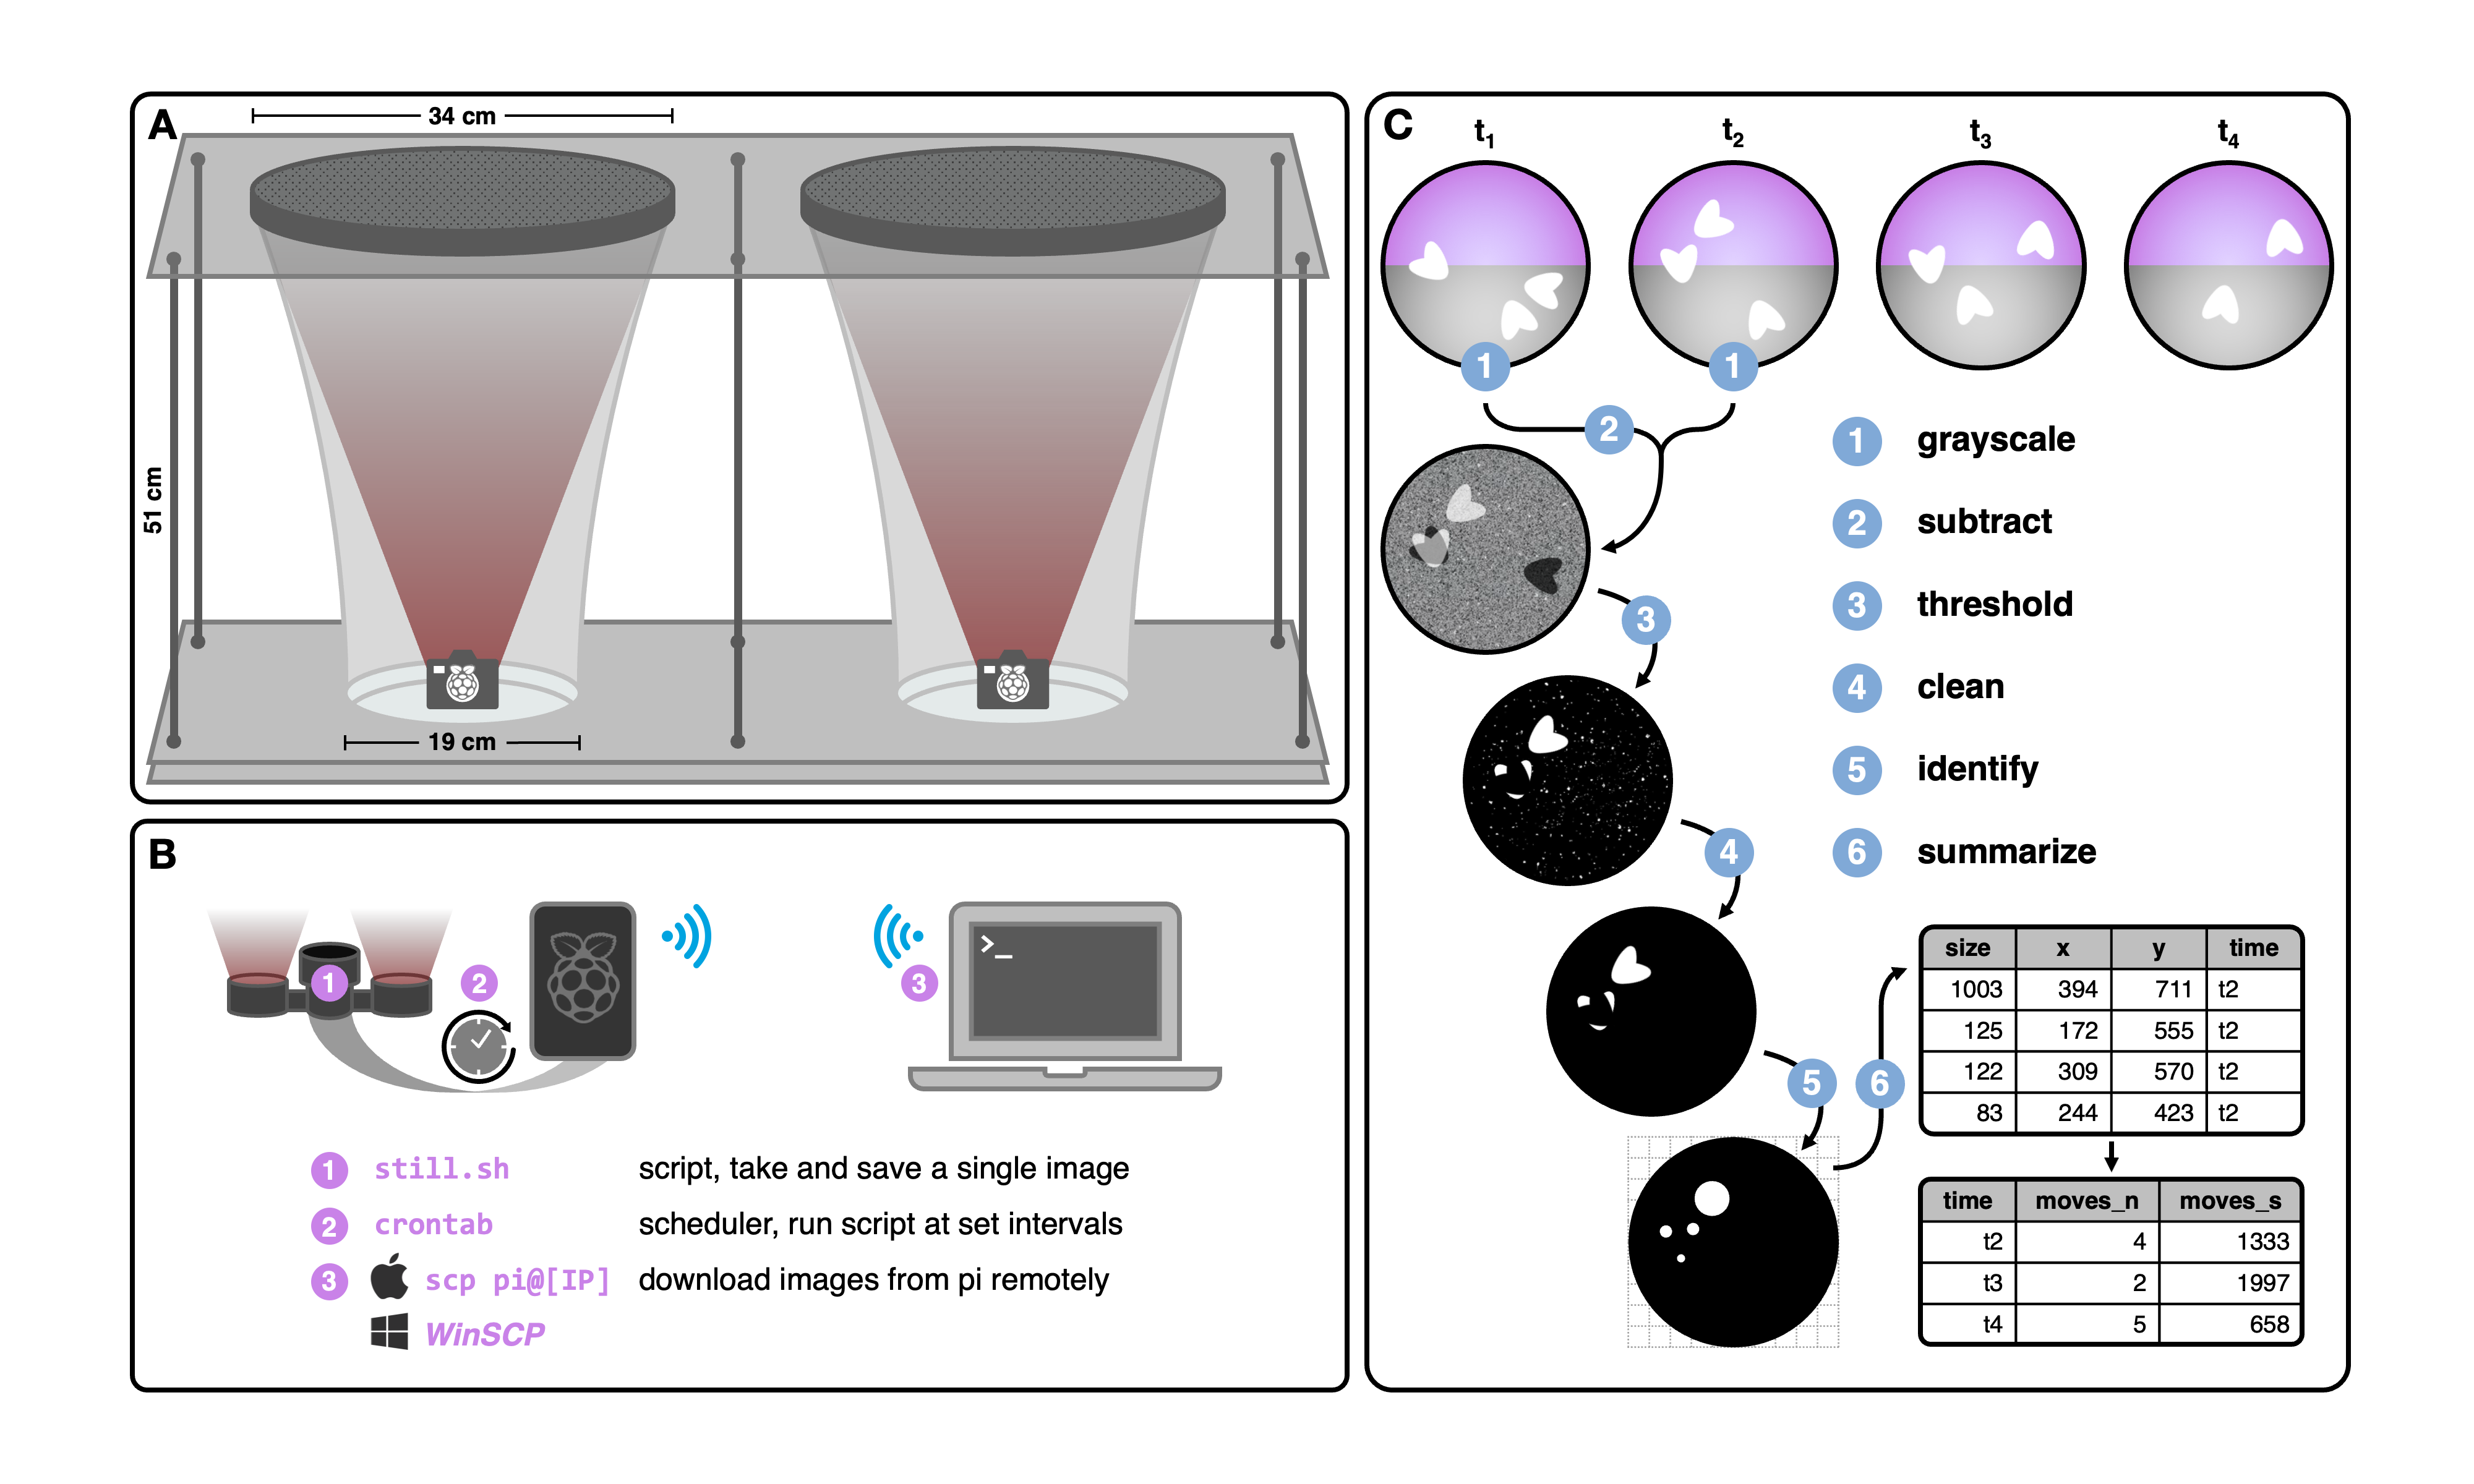 A
34 cm
51 cm
19 cm
B
1
2
3
>_
1 still.sh script, take and save a single image
2 crontab scheduler, run script at set intervals
3 scp pi@[IP] download images from pi remotely
WinSCP
C
t1 t2 t3 t4
1 1
2
3
4
5 6
1 grayscale
2 subtract
3 threshold
4 clean
5 identify
6 summarize
size x y time
1003 394 711 t2
125 172 555 t2
122 309 570 t2
83 244 423 t2
time moves_n moves_s
t2 4 1333
t3 2 1997
t4 5 658